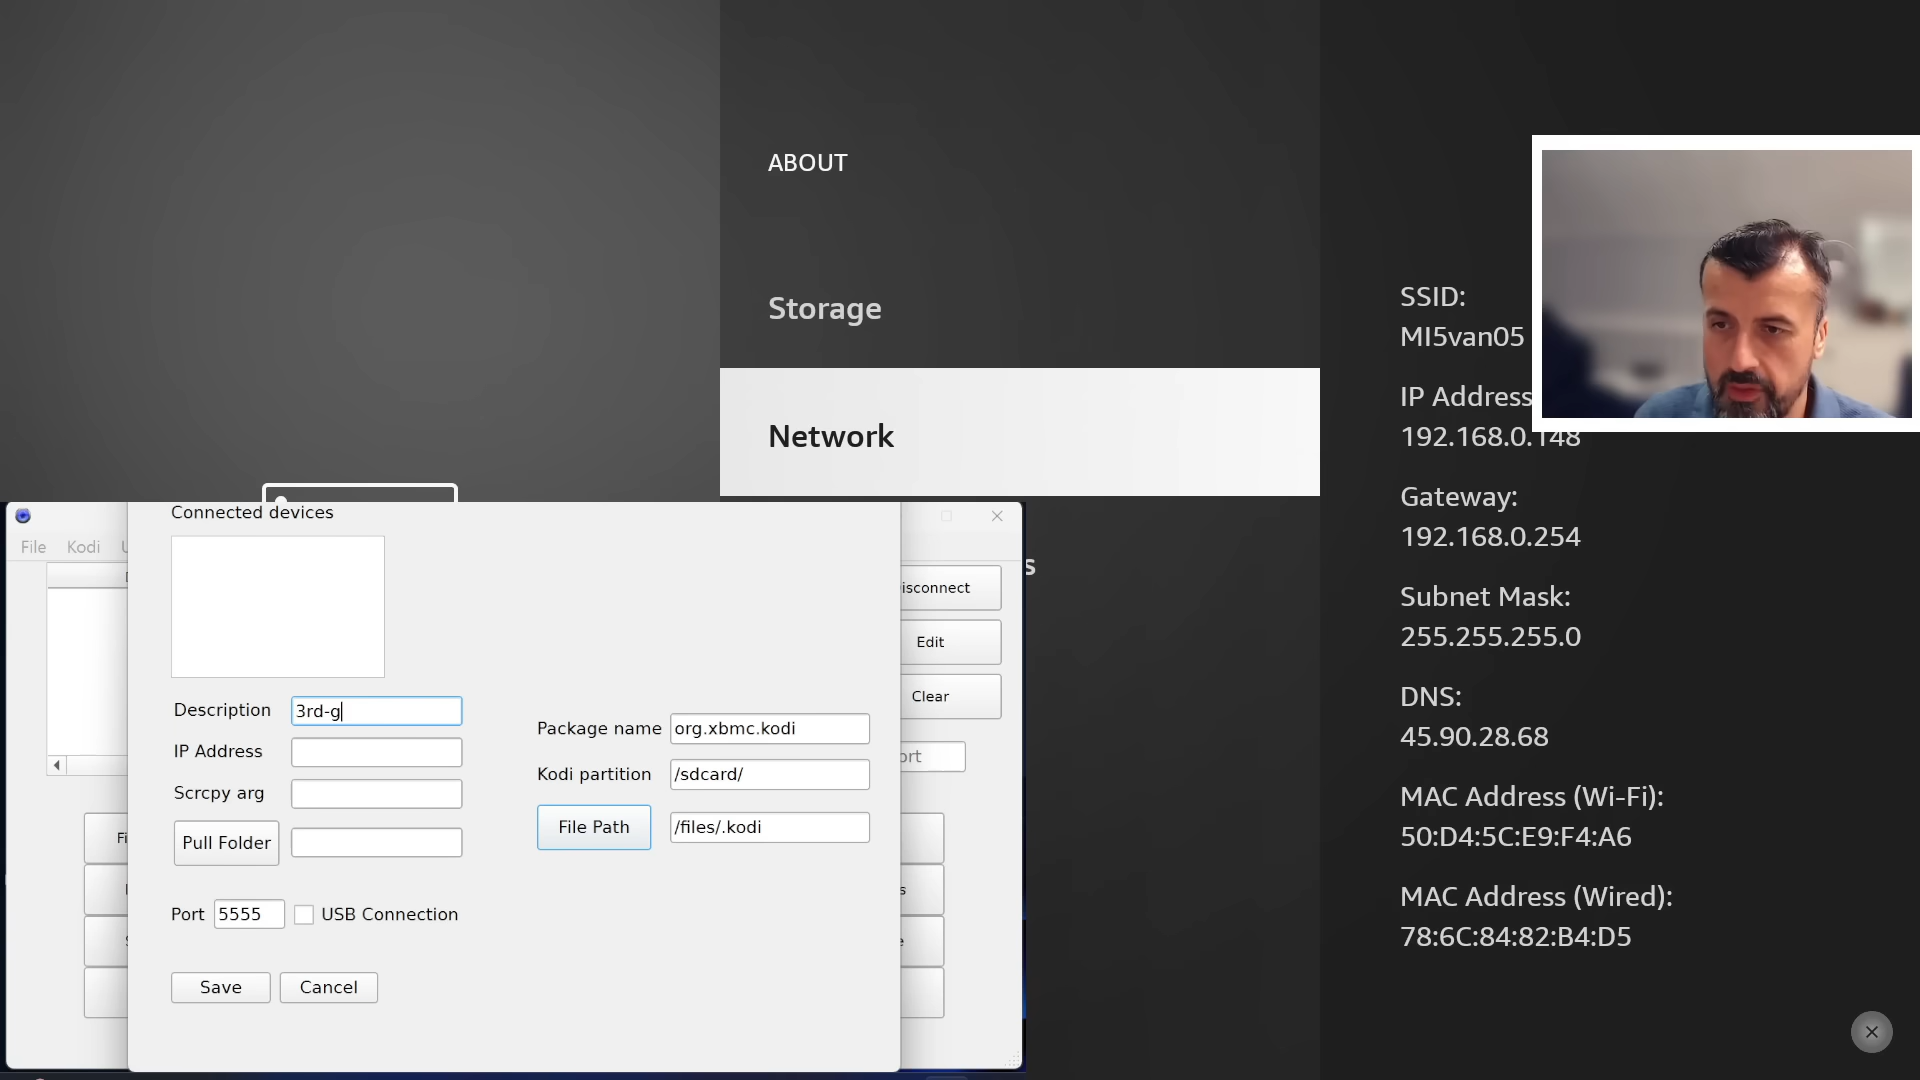 ABOUT
Storage
Network
SSID:
MI5van05
IP Address
192.168.0.148
Gateway:
192.168.0.254
Subnet Mask:
255.255.255.0
DNS:
45.90.28.68
MAC Address (Wi-Fi):
50:D4:5C:E9:F4:A6
MAC Address (Wired):
78:6C:84:82:B4:D5
s
Connected devices
File Kodi
Description 3rd-g
IP Address
Scrcpy arg
Pull Folder
Port 5555 USB Connection
Save Cancel
Package name org.xbmc.kodi
Kodi partition /sdcard/
File Path /files/.kodi
isconnect
Edit
Clear
ort
Fi
s
e